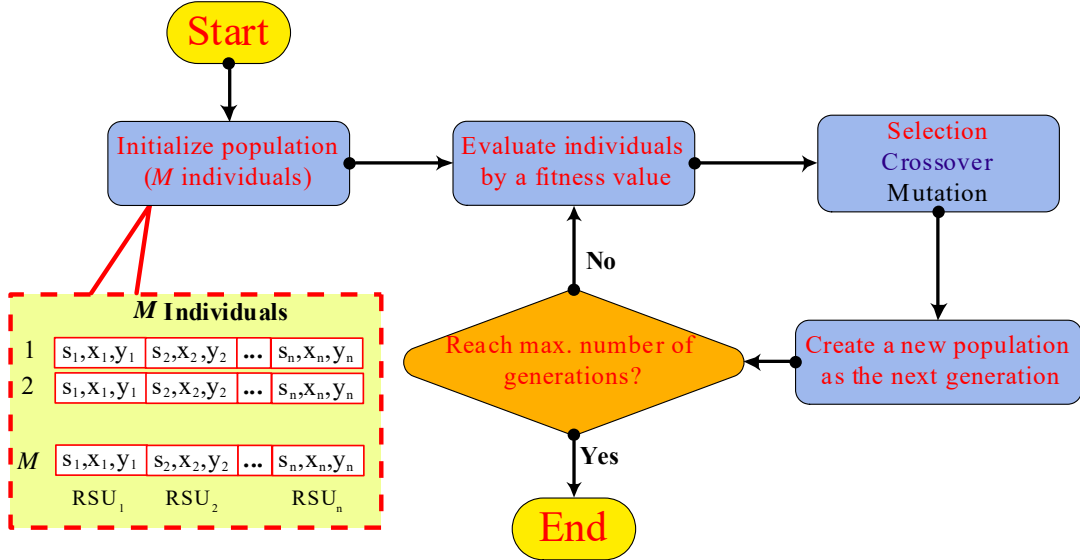 Start
Initialize population
(M individuals)
Evaluate individuals
by a fitness value
Selection
Crossover
Mutation
No
M Individuals
1 s₁,x₁,y₁ s₂,x₂,y₂ ... sₙ,xₙ,yₙ
2 s₁,x₁,y₁ s₂,x₂,y₂ ... sₙ,xₙ,yₙ
M s₁,x₁,y₁ s₂,x₂,y₂ ... sₙ,xₙ,yₙ
RSU₁ RSU₂ RSUₙ
Reach max. number of
generations?
Create a new population
as the next generation
Yes
End